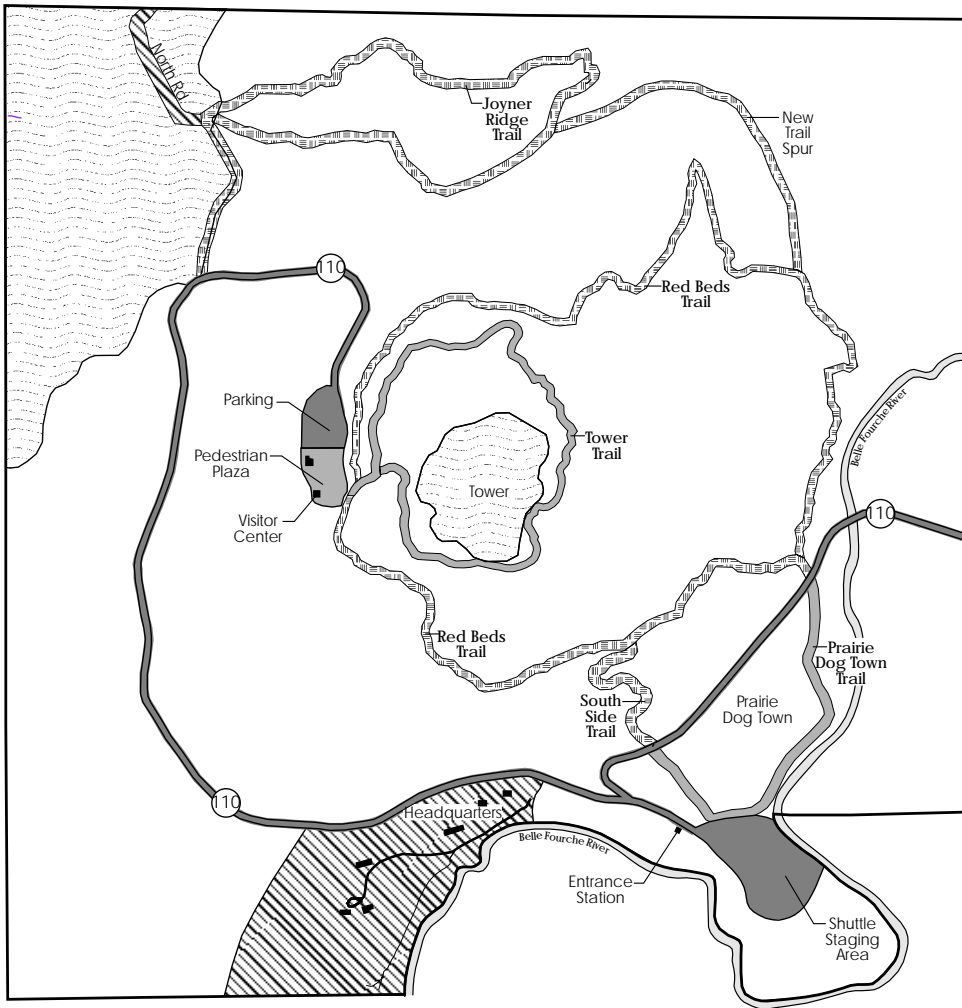 North Rd
Joyner
Ridge
Trail
New
Trail
Spur
110
Red Beds
Trail
Parking
Pedestrian
Plaza
Tower
Trail
Tower
Visitor
Center
Belle Fourche River
110
Red Beds
Trail
Prairie
Dog Town
Trail
South
Side
Trail
Prairie
Dog Town
110
Headquarters
Belle Fourche River
Entrance
Station
Shuttle
Staging
Area